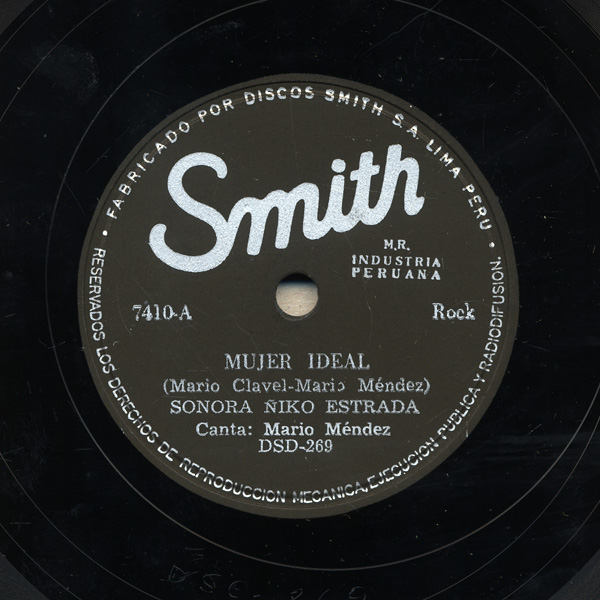 FABRICADO POR DISCOS SMITH S.A. LIMA PERU
Smith
M.R.
INDUSTRIA
PERUANA
7410-A
Rock
MUJER IDEAL
(Mario Clavel-Mario Méndez)
SONORA ÑIKO ESTRADA
Canta: Mario Méndez
DSD-269
RESERVADOS LOS DERECHOS DE REPRODUCCION MECANICA, EJECUCION PUBLICA Y RADIODIFUSION.